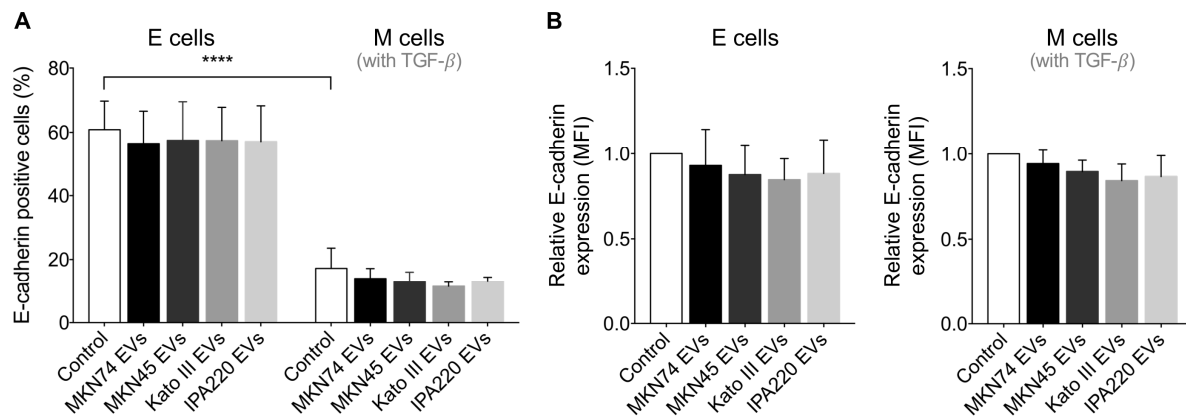 A
E cells
M cells
(with TGF-β)
****
E-cadherin positive cells (%)
80
60
40
20
0
Control
MKN74 EVs
MKN45 EVs
Kato III EVs
IPA220 EVs
Control
MKN74 EVs
MKN45 EVs
Kato III EVs
IPA220 EVs
B
E cells
Relative E-cadherin
expression (MFI)
1.5
1.0
0.5
0.0
Control
MKN74 EVs
MKN45 EVs
Kato III EVs
IPA220 EVs
M cells
(with TGF-β)
Relative E-cadherin
expression (MFI)
1.5
1.0
0.5
0.0
Control
MKN74 EVs
MKN45 EVs
Kato III EVs
IPA220 EVs